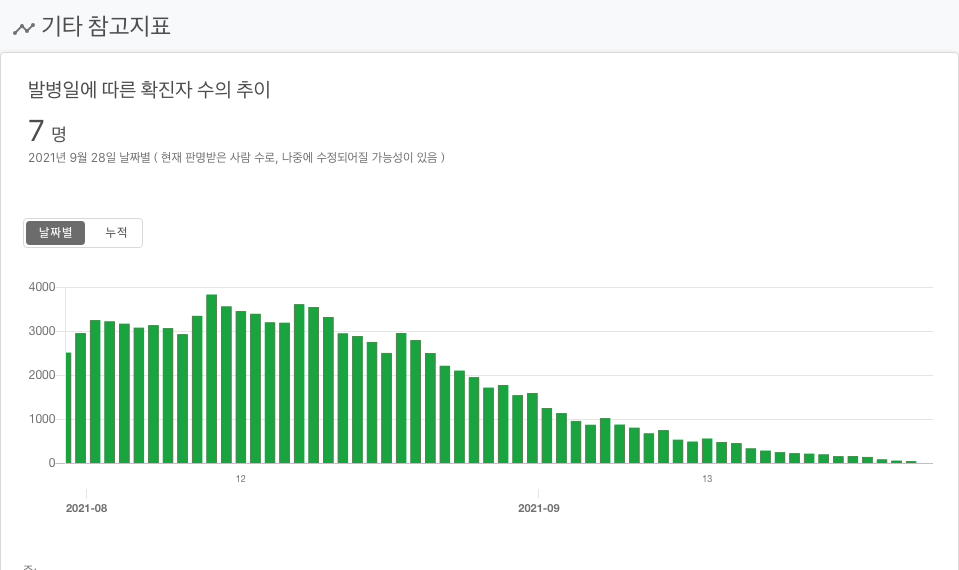 기타 참고지표
발병일에 따른 확진자 수의 추이
7 명
2021년 9월 28일 날짜별 ( 현재 판명받은 사람 수로, 나중에 수정되어질 가능성이 있음 )
날짜별 누적
4000
3000
2000
1000
0
12 13
2021-08 2021-09